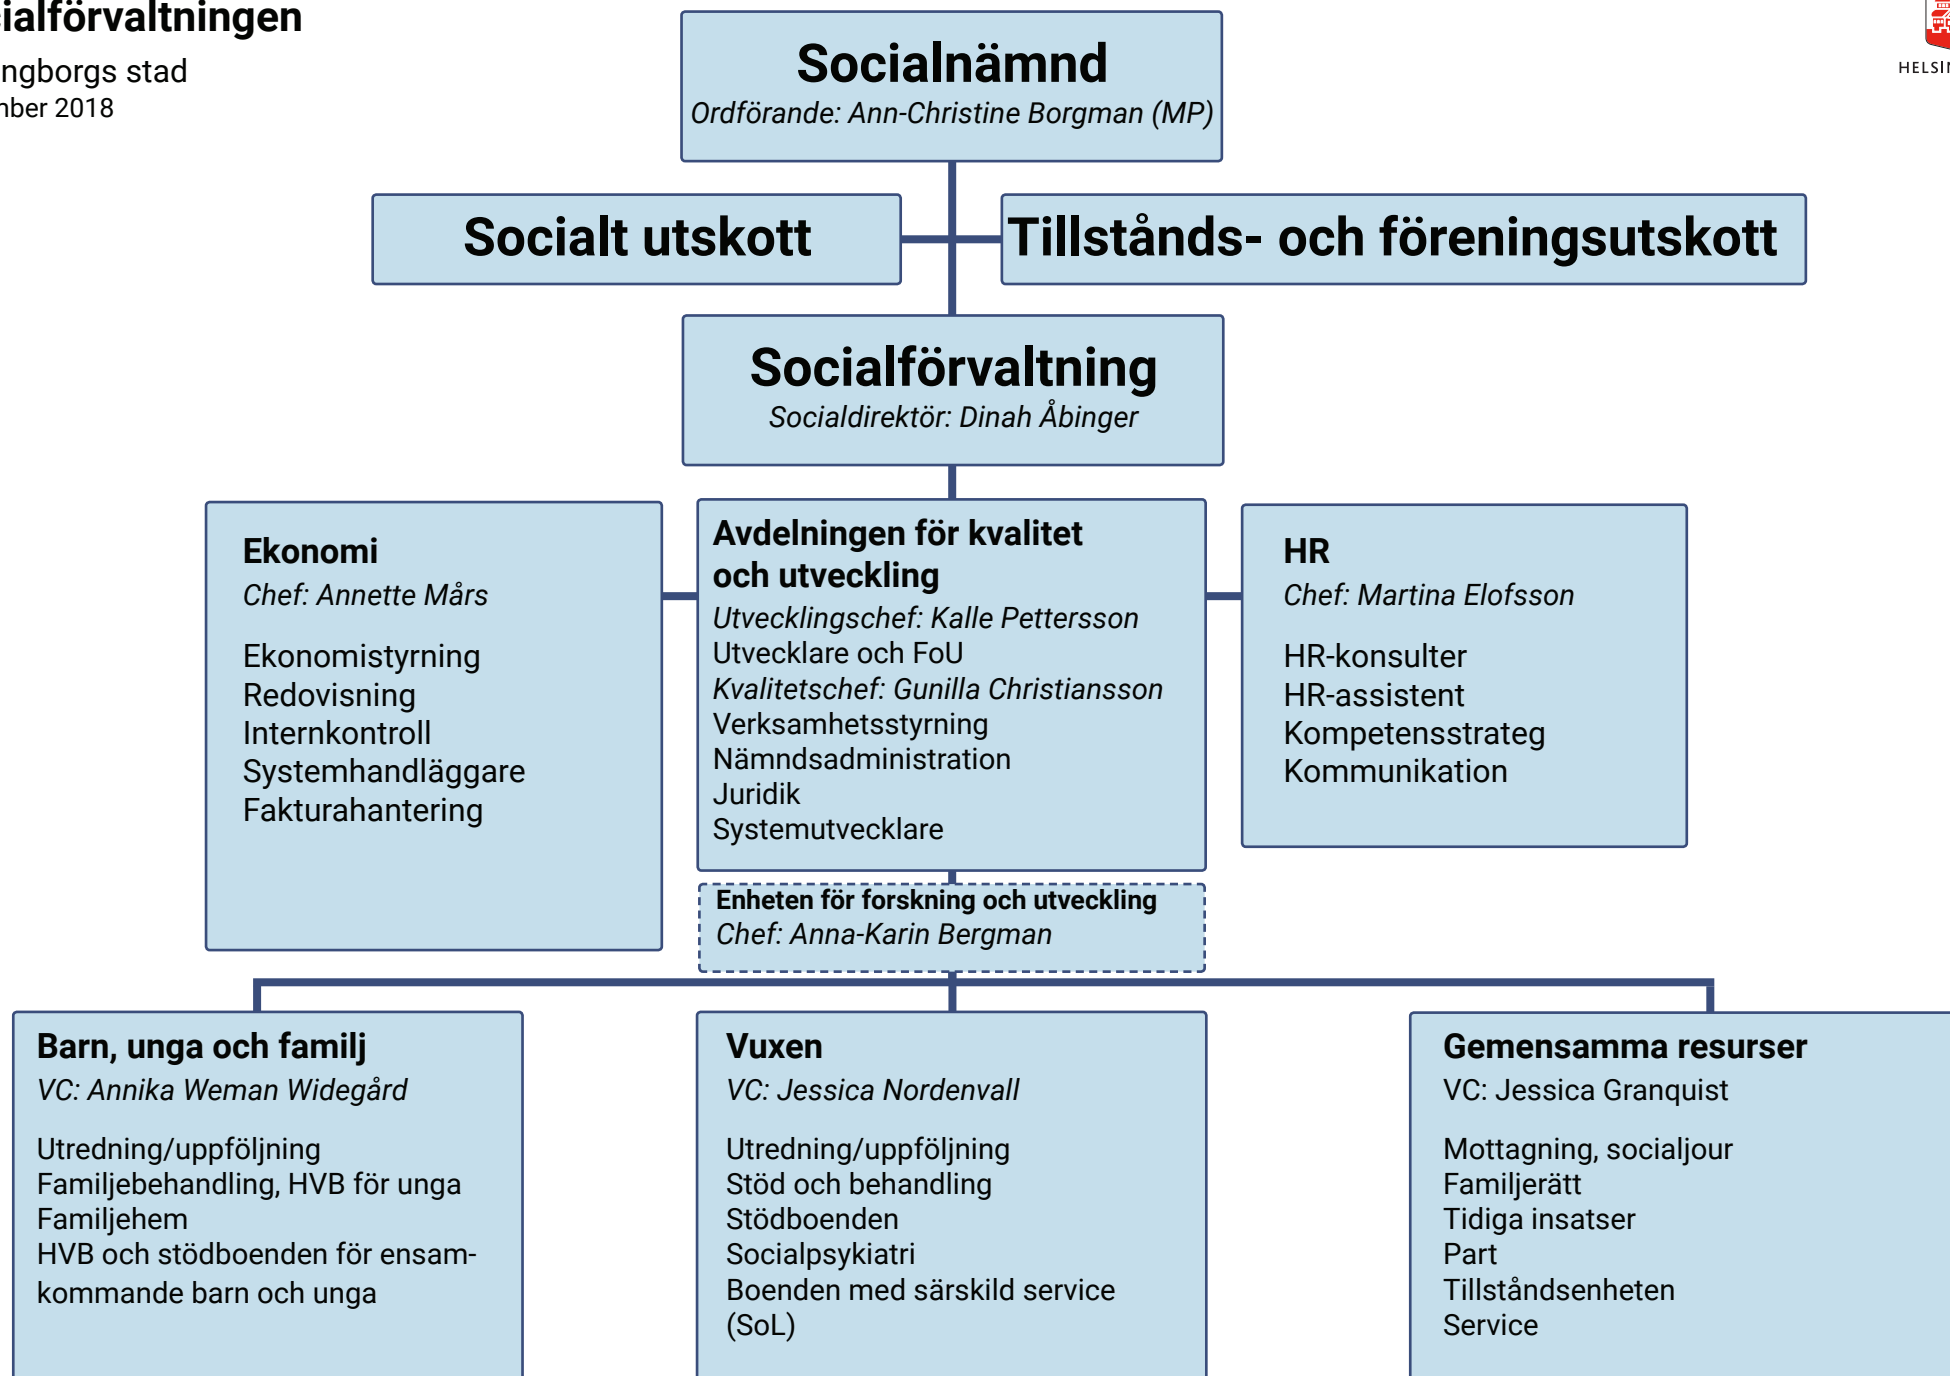 cialförvaltningen
ngborgs stad
nber 2018
HELSIN
Socialnämnd
Ordförande: Ann-Christine Borgman (MP)
Socialt utskott
Tillstånds- och föreningsutskott
Socialförvaltning
Socialdirektör: Dinah Åbinger
Ekonomi
Chef: Annette Mårs
Ekonomistyrning
Redovisning
Internkontroll
Systemhandläggare
Fakturahantering
Avdelningen för kvalitet
och utveckling
Utvecklingschef: Kalle Pettersson
Utvecklare och FoU
Kvalitetschef: Gunilla Christiansson
Verksamhetsstyrning
Nämndsadministration
Juridik
Systemutvecklare
HR
Chef: Martina Elofsson
HR-konsulter
HR-assistent
Kompetensstrateg
Kommunikation
Enheten för forskning och utveckling
Chef: Anna-Karin Bergman
Barn, unga och familj
VC: Annika Weman Widegård
Utredning/uppföljning
Familjebehandling, HVB för unga
Familjehem
HVB och stödboenden för ensam-
kommande barn och unga
Vuxen
VC: Jessica Nordenvall
Utredning/uppföljning
Stöd och behandling
Stödboenden
Socialpsykiatri
Boenden med särskild service
(SoL)
Gemensamma resurser
VC: Jessica Granquist
Mottagning, socialjour
Familjerätt
Tidiga insatser
Part
Tillståndsenheten
Service